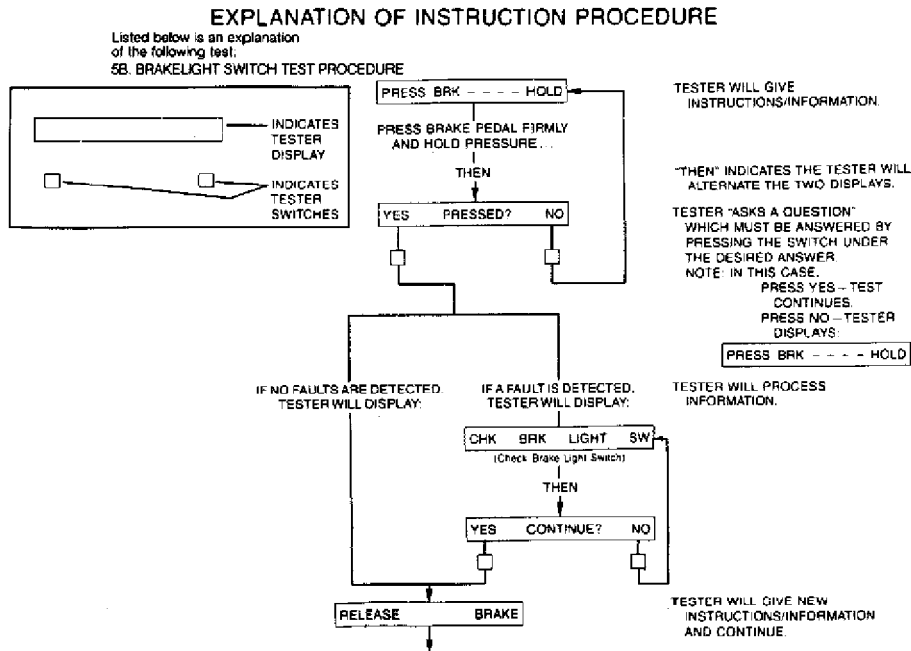 EXPLANATION OF INSTRUCTION PROCEDURE
Listed below is an explanation
of the following test:
5B. BRAKELIGHT SWITCH TEST PROCEDURE
INDICATES
TESTER
DISPLAY
INDICATES
TESTER
SWITCHES
PRESS BRK - - - - HOLD
TESTER WILL GIVE
INSTRUCTIONS/INFORMATION.
PRESS BRAKE PEDAL FIRMLY
AND HOLD PRESSURE...
THEN
"THEN" INDICATES THE TESTER WILL
ALTERNATE THE TWO DISPLAYS.
YES PRESSED? NO
TESTER "ASKS A QUESTION"
WHICH MUST BE ANSWERED BY
PRESSING THE SWITCH UNDER
THE DESIRED ANSWER.
NOTE: IN THIS CASE.
PRESS YES – TEST
CONTINUES.
PRESS NO – TESTER
DISPLAYS:
PRESS BRK - - - - HOLD
IF NO FAULTS ARE DETECTED.
TESTER WILL DISPLAY:
IF A FAULT IS DETECTED.
TESTER WILL DISPLAY:
TESTER WILL PROCESS
INFORMATION.
CHK BRK LIGHT SW
(Check Brake Light Switch)
THEN
YES CONTINUE? NO
RELEASE BRAKE
TESTER WILL GIVE NEW
INSTRUCTIONS/INFORMATION
AND CONTINUE.